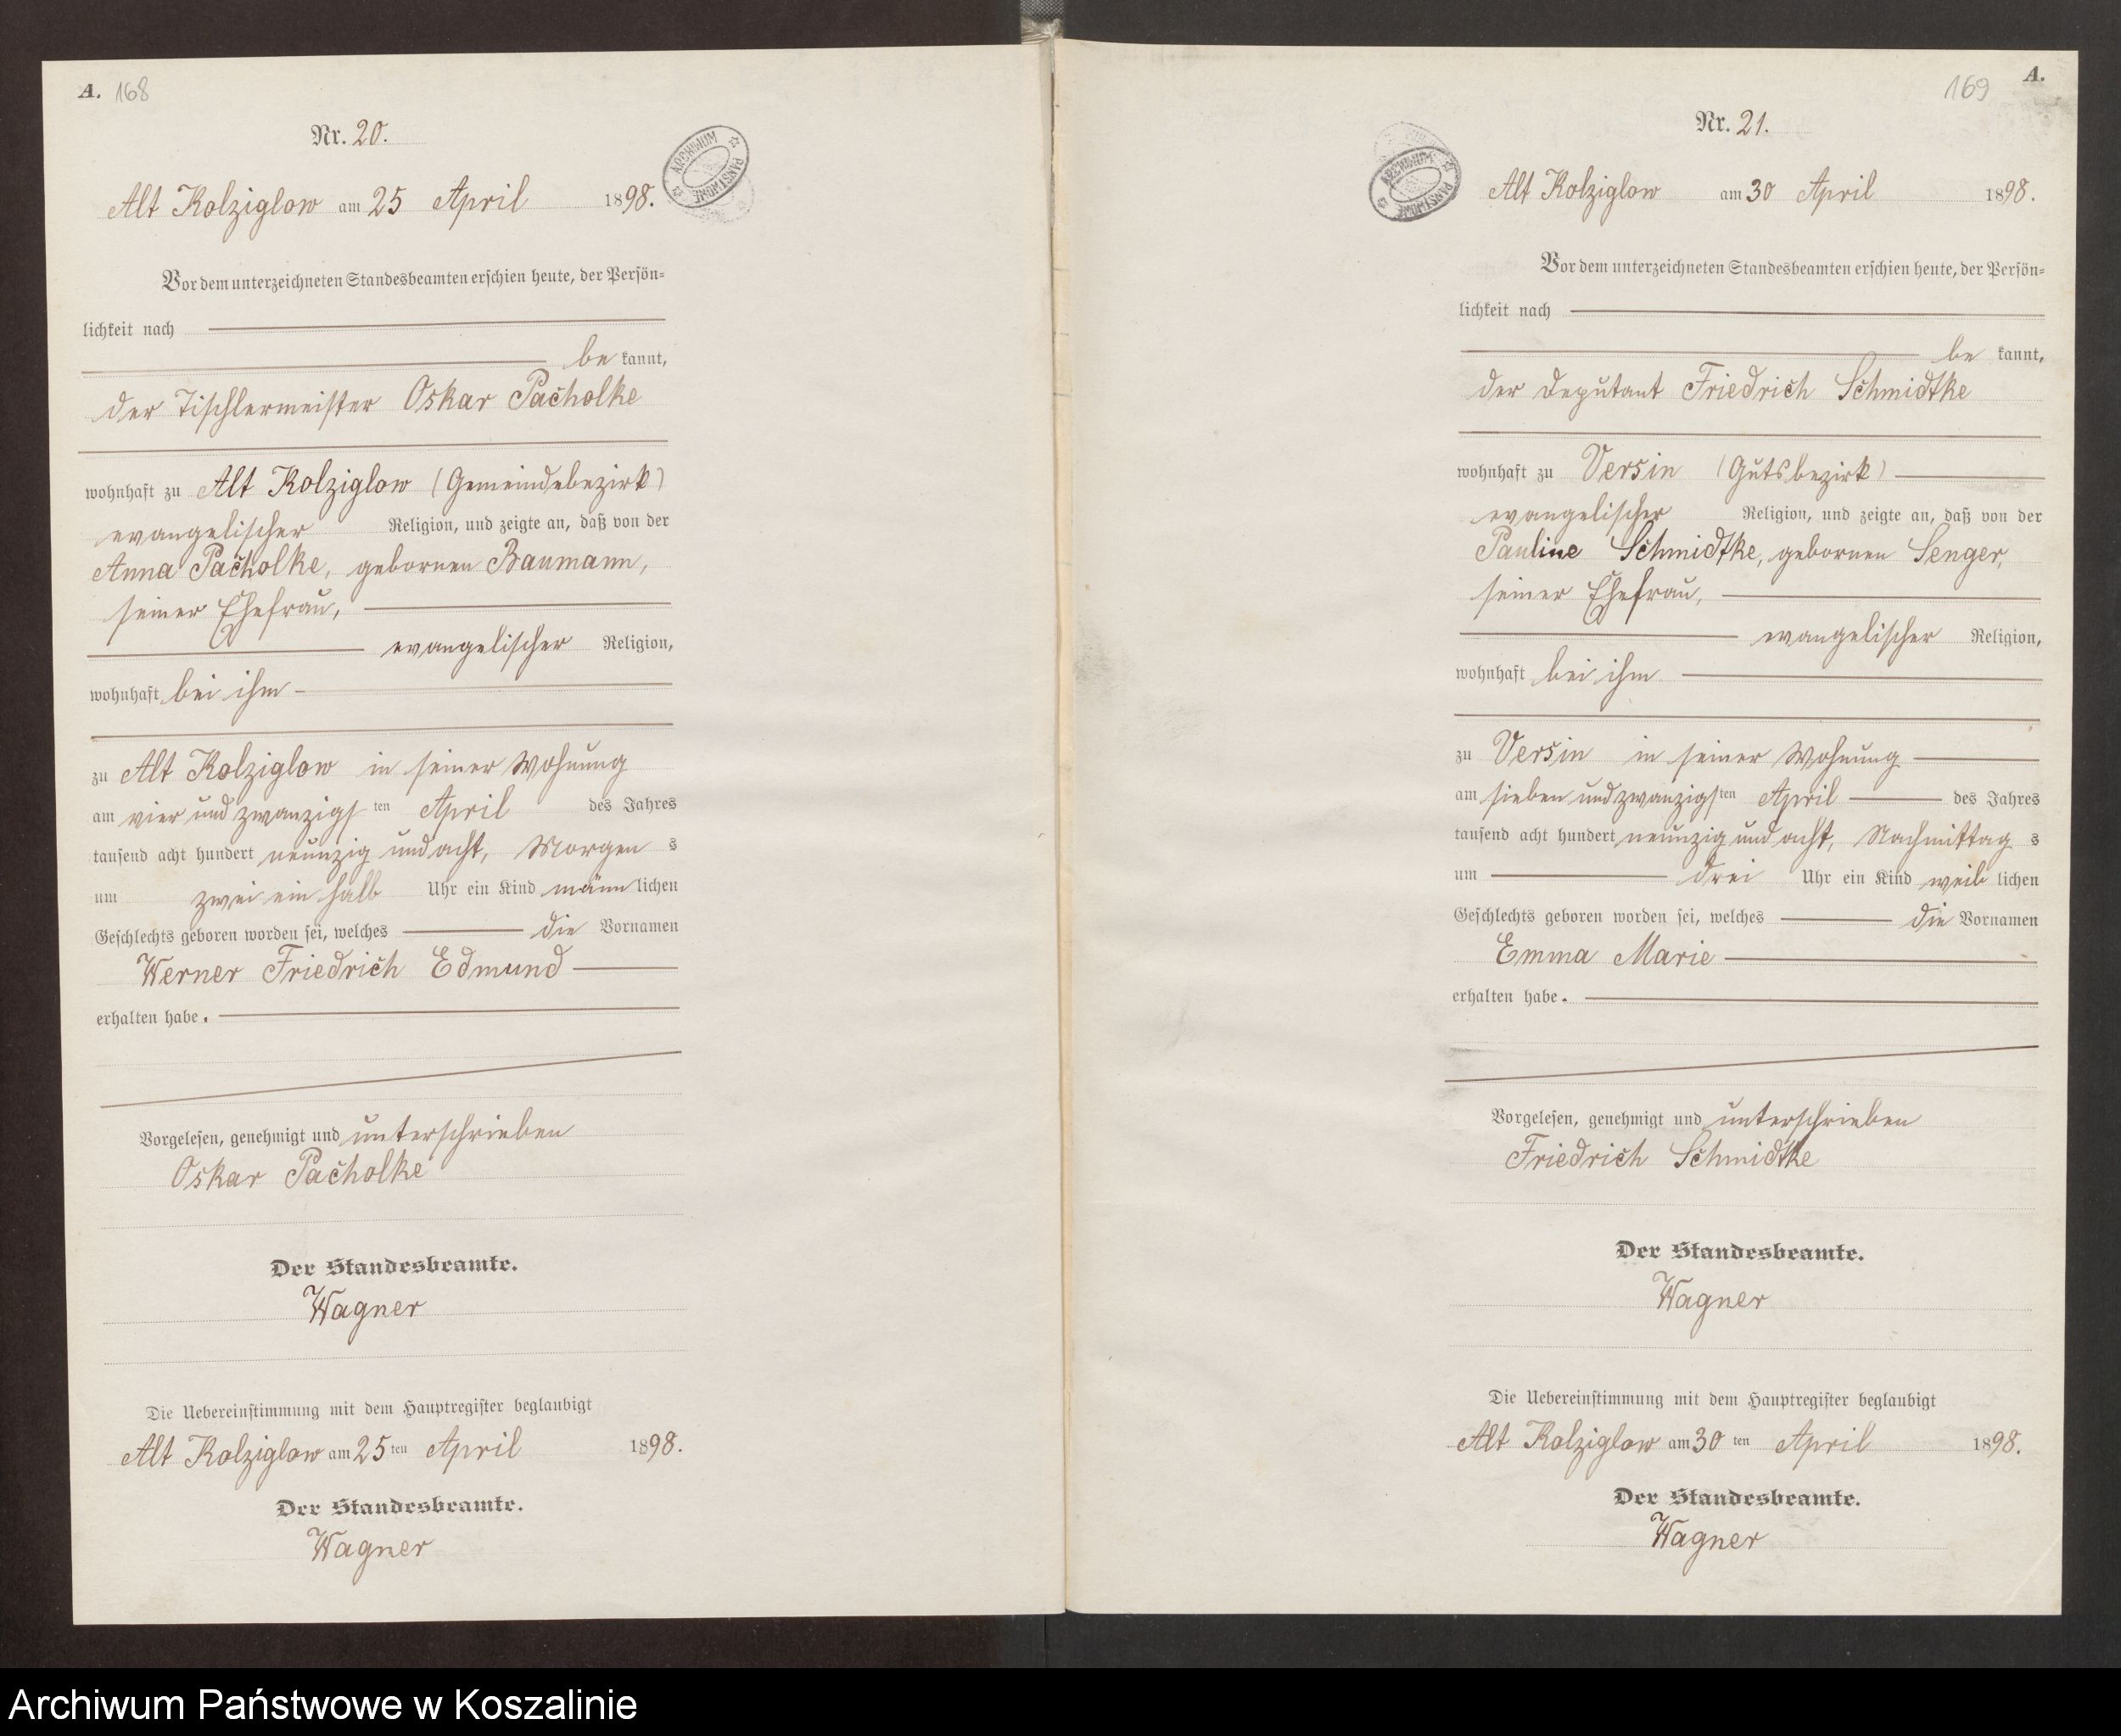 A. 168
Nr. 20.
ARCHIWUM PAŃSTWOWE
Alt Kolziglow am 25 April 1898.
Vor dem unterzeichneten Standesbeamten erschien heute, der Persön=
lichkeit nach
be kannt,
der Tischlermeister Oskar Pacholke
wohnhaft zu Alt Kolziglow (Gemeindebezirk)
evangelischer Religion, und zeigte an, daß von der
Anna Pacholke, gebornen Baumann,
seiner Ehefrau,
evangelischer Religion,
wohnhaft bei ihm
zu Alt Kolziglow in seiner Wohnung
am vier und zwanzigsten April des Jahres
tausend acht hundert neunzig und acht, Morgens
um zwei ein halb Uhr ein Kind männlichen
Geschlechts geboren worden sei, welches die Vornamen
Werner Friedrich Edmund
erhalten habe.
Vorgelesen, genehmigt und unterschrieben
Oskar Pacholke
Der Standesbeamte.
Wagner
Die Uebereinstimmung mit dem Hauptregister beglaubigt
Alt Kolziglow am 25ten April 1898.
Der Standesbeamte.
Wagner
169 A.
Nr. 21.
ARCHIWUM PAŃSTWOWE
Alt Kolziglow am 30 April 1898.
Vor dem unterzeichneten Standesbeamten erschien heute, der Persön=
lichkeit nach
be kannt,
der Deputant Friedrich Schmidtke
wohnhaft zu Versin (Gutsbezirk)
evangelischer Religion, und zeigte an, daß von der
Pauline Schmidtke, gebornen Senger,
seiner Ehefrau,
evangelischer Religion,
wohnhaft bei ihm
zu Versin in seiner Wohnung
am sieben und zwanzigsten April des Jahres
tausend acht hundert neunzig und acht, Nachmittags
um drei Uhr ein Kind weiblichen
Geschlechts geboren worden sei, welches die Vornamen
Emma Marie
erhalten habe.
Vorgelesen, genehmigt und unterschrieben
Friedrich Schmidtke
Der Standesbeamte.
Wagner
Die Uebereinstimmung mit dem Hauptregister beglaubigt
Alt Kolziglow am 30ten April 1898.
Der Standesbeamte.
Wagner
Archiwum Państwowe w Koszalinie